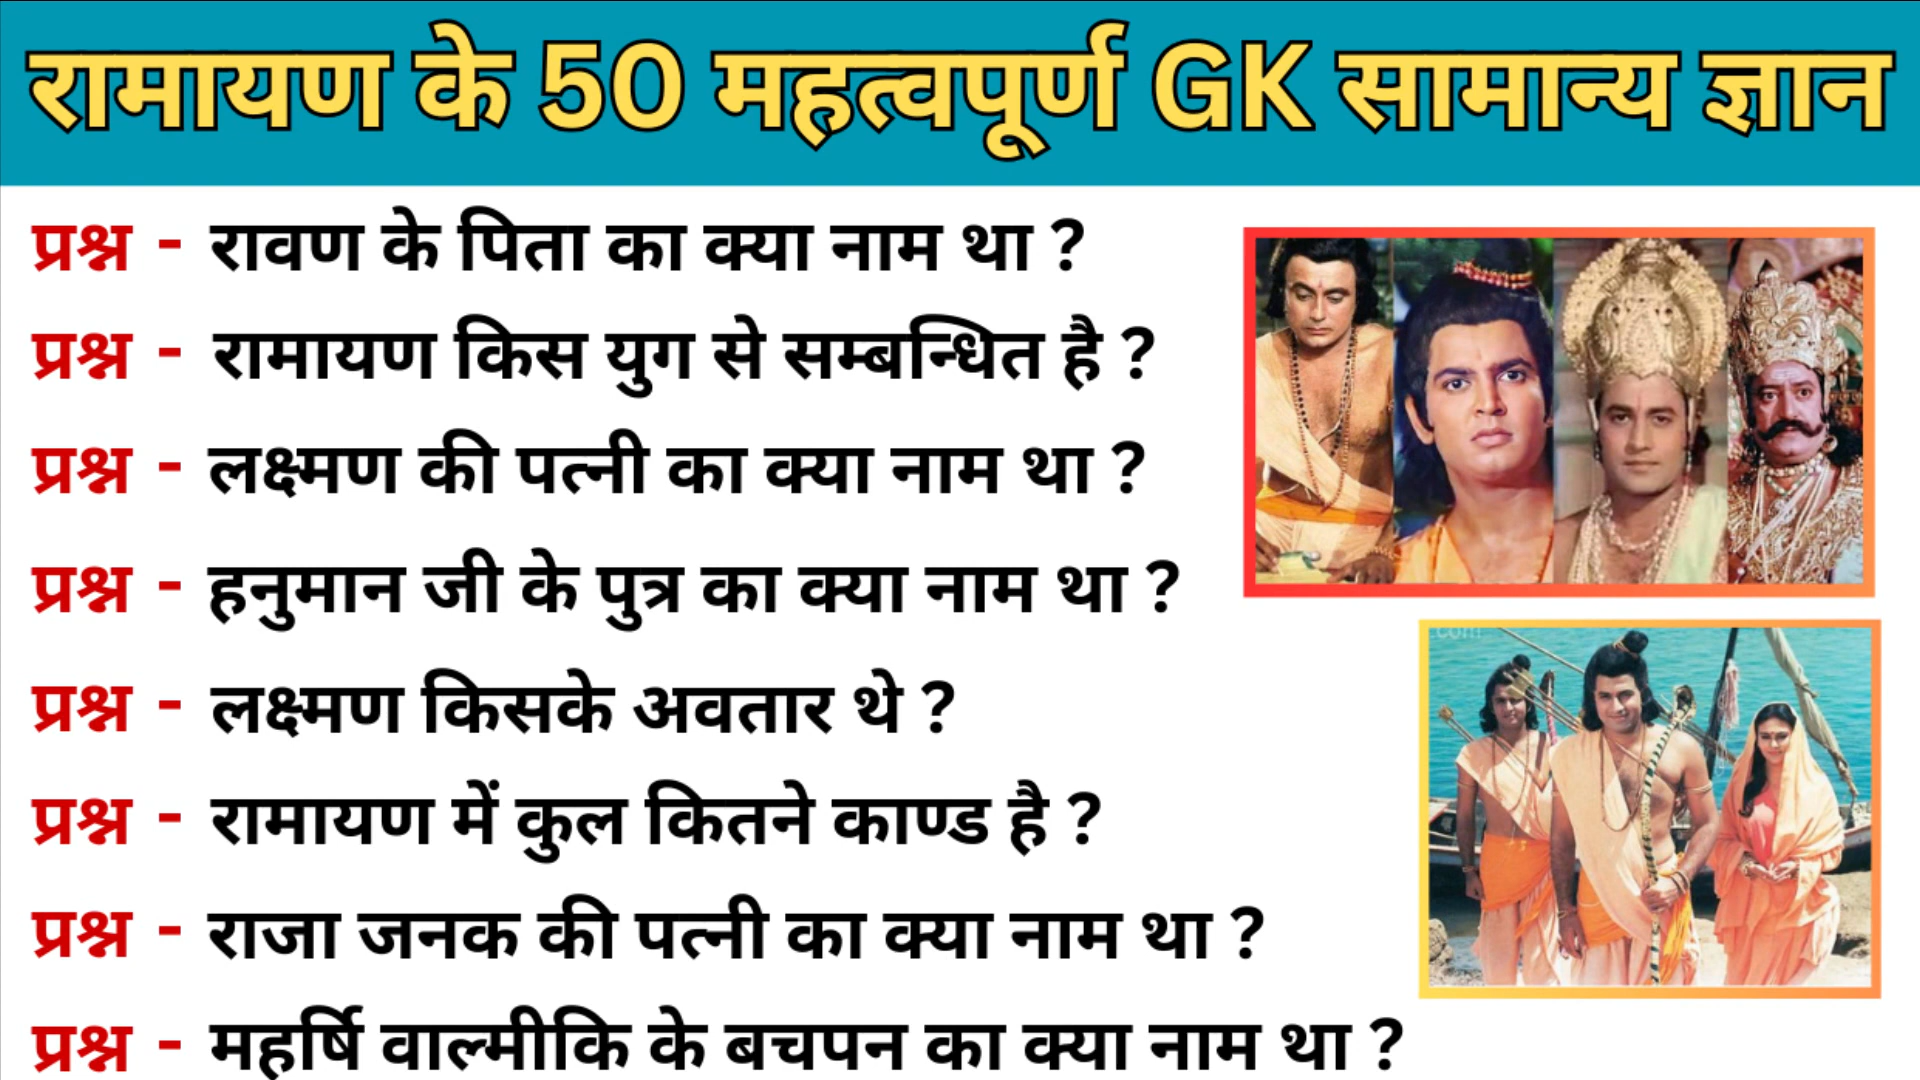 रामायण के 50 महत्वपूर्ण GK सामान्य ज्ञान
प्रश्न - रावण के पिता का क्या नाम था ?
प्रश्न - रामायण किस युग से सम्बन्धित है ?
प्रश्न - लक्ष्मण की पत्नी का क्या नाम था ?
प्रश्न - हनुमान जी के पुत्र का क्या नाम था ?
प्रश्न - लक्ष्मण किसके अवतार थे ?
प्रश्न - रामायण में कुल कितने काण्ड है ?
प्रश्न - राजा जनक की पत्नी का क्या नाम था ?
प्रश्न - महर्षि वाल्मीकि के बचपन का क्या नाम था ?
.com